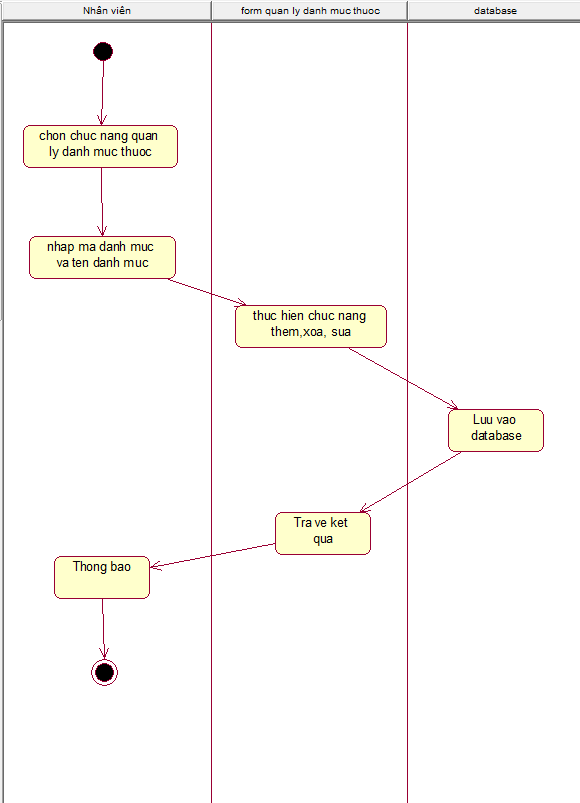 Nhân viên
form quan ly danh muc thuoc
database
chon chuc nang quan
ly danh muc thuoc
nhap ma danh muc
va ten danh muc
thuc hien chuc nang
them,xoa, sua
Luu vao
database
Tra ve ket
qua
Thong bao